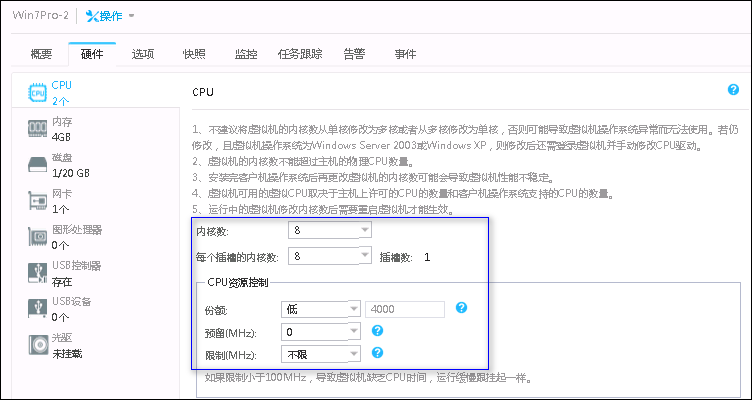 Win7Pro-2 操作
概要 硬件 选项 快照 监控 任务跟踪 告警 事件
CPU
2个
内存
4GB
磁盘
1/20 GB
网卡
1个
图形处理器
0个
USB控制器
存在
USB设备
0个
光驱
未挂载
CPU
1、不建议将虚拟机的内核数从单核修改为多核或者从多核修改为单核，否则可能导致虚拟机操作系统异常而无法使用。若仍
修改，且虚拟机操作系统为Windows Server 2003或Windows XP，则修改后还需登录虚拟机并手动修改CPU驱动。
2、虚拟机的内核数不能超过主机的物理CPU数量。
3、安装完客户机操作系统后再更改虚拟机的内核数可能会导致虚拟机性能不稳定。
4、虚拟机可用的虚拟CPU取决于主机上许可的CPU的数量和客户机操作系统支持的CPU的数量。
5、运行中的虚拟机修改内核数后需要重启虚拟机才能生效。
内核数: 8
每个插槽的内核数: 8 插槽数: 1
CPU资源控制
份额: 低 4000
预留(MHz): 0
限制(MHz): 不限
如果限制小于100MHz，导致虚拟机缺乏CPU时间，运行缓慢跟挂起一样。